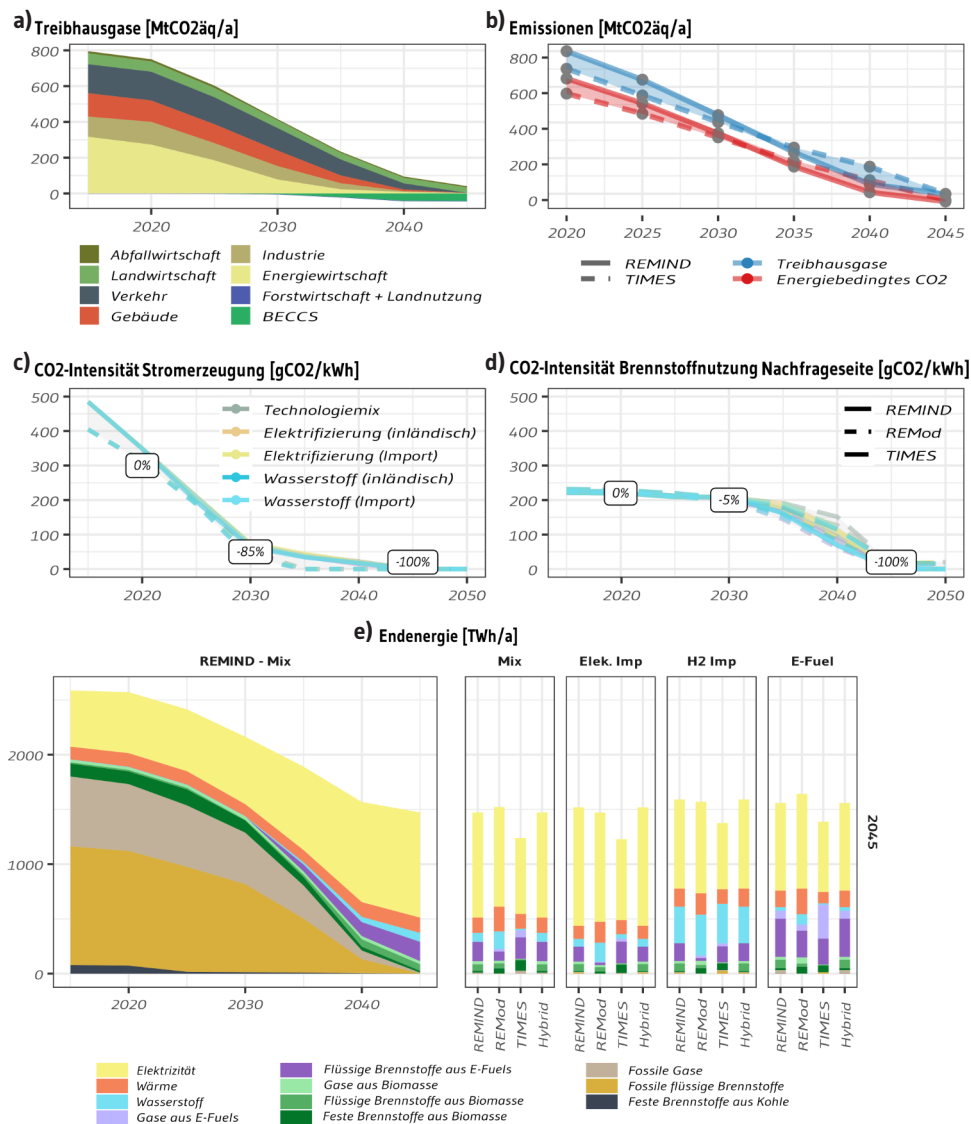 a) Treibhausgase [MtCO2äq/a]
800
600
400
200
0
2020
2030
2040
Abfallwirtschaft
Landwirtschaft
Verkehr
Gebäude
Industrie
Energiewirtschaft
Forstwirtschaft + Landnutzung
BECCS
b) Emissionen [MtCO2äq/a]
800
600
400
200
0
2020 2025 2030 2035 2040 2045
REMIND
TIMES
Treibhausgase
Energiebedingtes CO2
c) CO2-Intensität Stromerzeugung [gCO2/kWh]
500
400
300
200
100
0
0%
-85%
-100%
Technologiemix
Elektrifizierung (inländisch)
Elektrifizierung (Import)
Wasserstoff (inländisch)
Wasserstoff (Import)
2020 2030 2040 2050
d) CO2-Intensität Brennstoffnutzung Nachfrageseite [gCO2/kWh]
500
400
300
200
100
0
0%
-5%
-100%
REMIND
REMod
TIMES
2020 2030 2040 2050
e) Endenergie [TWh/a]
REMIND - Mix
2000
1000
0
2020 2030 2040
Mix
Elek. Imp
H2 Imp
E-Fuel
2045
REMIND REMod TIMES Hybrid
REMIND REMod TIMES Hybrid
REMIND REMod TIMES Hybrid
REMIND REMod TIMES Hybrid
Elektrizität
Wärme
Wasserstoff
Gase aus E-Fuels
Flüssige Brennstoffe aus E-Fuels
Gase aus Biomasse
Flüssige Brennstoffe aus Biomasse
Feste Brennstoffe aus Biomasse
Fossile Gase
Fossile flüssige Brennstoffe
Feste Brennstoffe aus Kohle